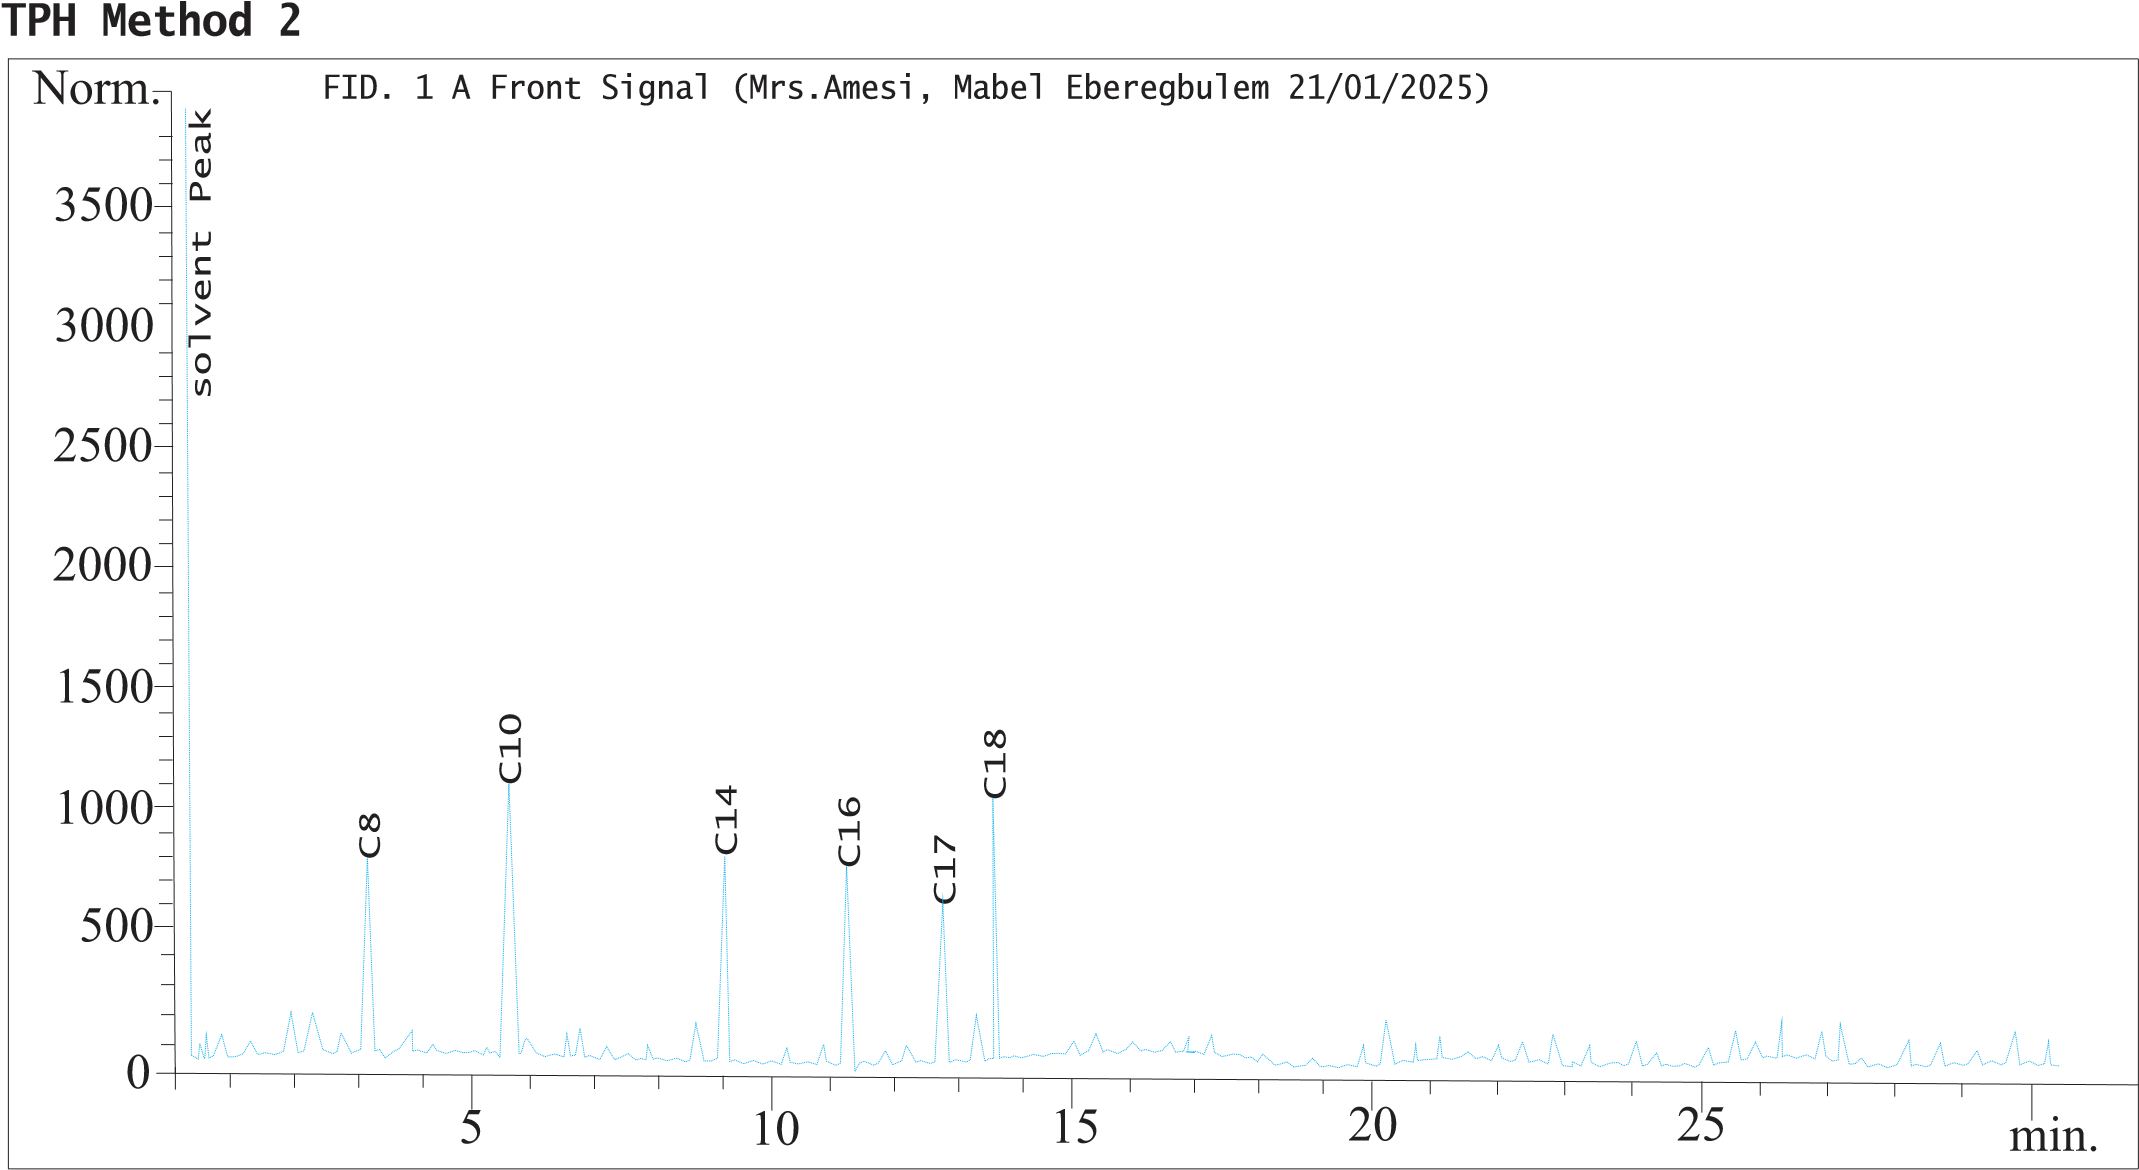 TPH Method 2
Norm.
FID. 1 A Front Signal (Mrs.Amesi, Mabel Eberegbulem 21/01/2025)
solvent Peak
3500
3000
2500
2000
1500
1000
500
0
C8
C10
C14
C16
C17
C18
5
10
15
20
25
min.